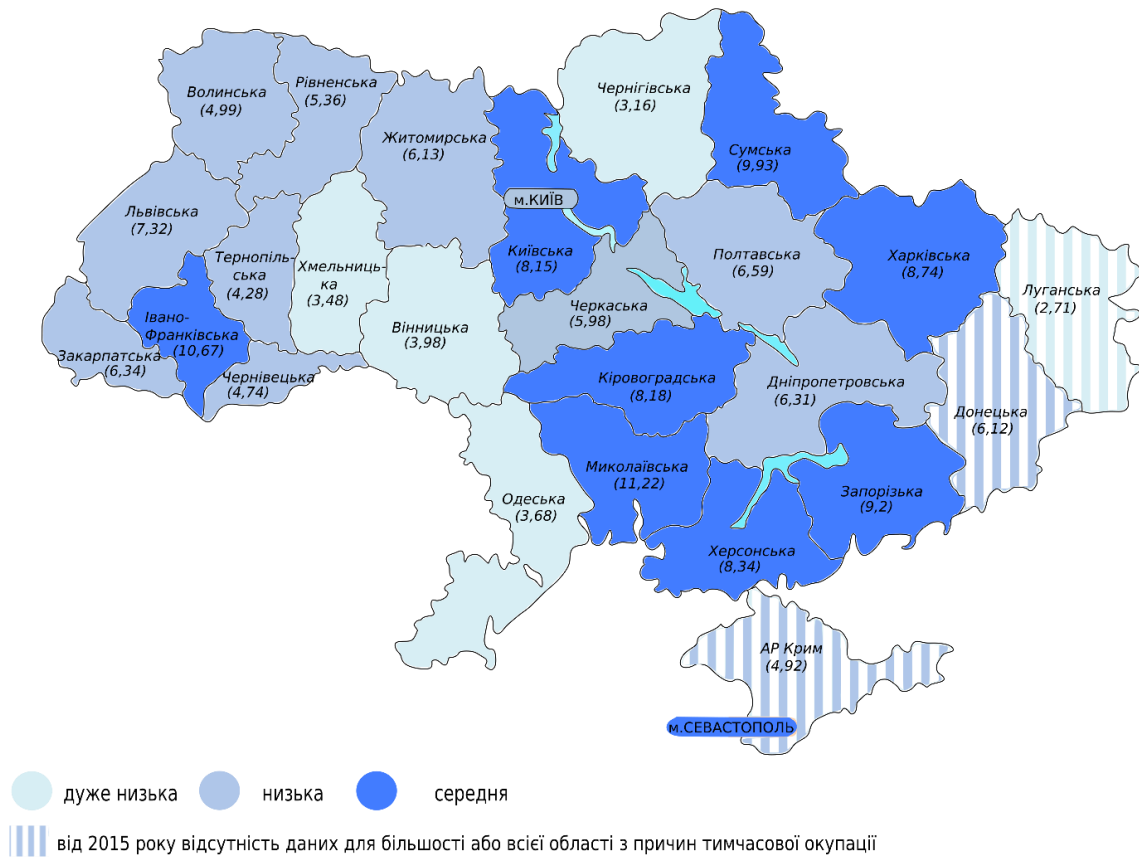 Волинська
(4,99)
Рівненська
(5,36)
Житомирська
(6,13)
Чернігівська
(3,16)
Сумська
(9,93)
Львівська
(7,32)
Тернопіль-
ська
(4,28)
Хмельниць-
ка
(3,48)
м.КИЇВ
Київська
(8,15)
Полтавська
(6,59)
Харківська
(8,74)
Луганська
(2,71)
Івано-
Франківська
(10,67)
Закарпатська
(6,34)
Чернівецька
(4,74)
Вінницька
(3,98)
Черкаська
(5,98)
Кіровоградська
(8,18)
Дніпропетровська
(6,31)
Донецька
(6,12)
Одеська
(3,68)
Миколаївська
(11,22)
Запорізька
(9,2)
Херсонська
(8,34)
АР Крим
(4,92)
м.СЕВАСТОПОЛЬ
дуже низька
низька
середня
від 2015 року відсутність даних для більшості або всієї області з причин тимчасової окупації